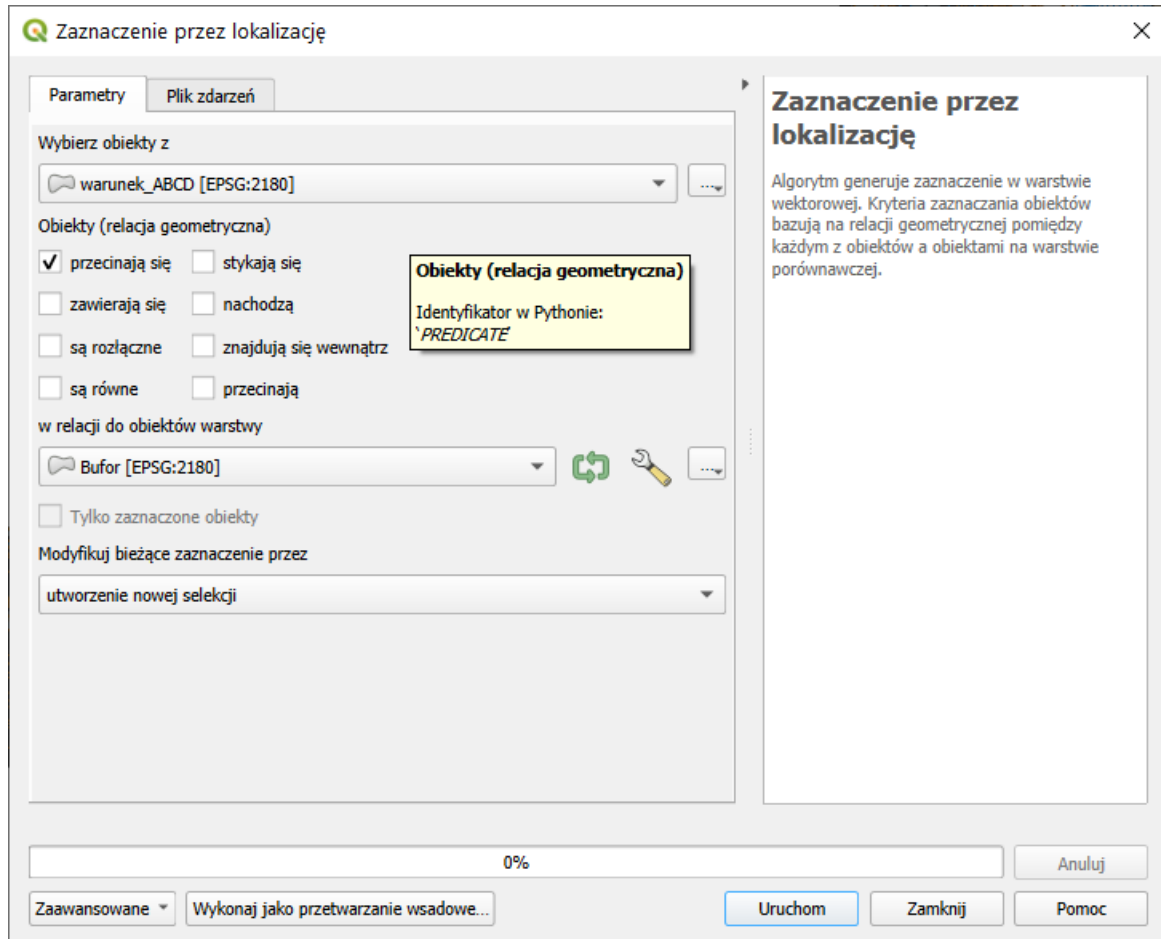 Zaznaczenie przez lokalizację
Parametry
Plik zdarzeń
Wybierz obiekty z
warunek_ABCD [EPSG:2180]
...
Obiekty (relacja geometryczna)
przecinają się
stykają się
zawierają się
nachodzą
są rozłączne
znajdują się wewnątrz
są równe
przecinają
Obiekty (relacja geometryczna)
Identyfikator w Pythonie:
`PREDICATE`
w relacji do obiektów warstwy
Bufor [EPSG:2180]
...
Tylko zaznaczone obiekty
Modyfikuj bieżące zaznaczenie przez
utworzenie nowej selekcji
Zaznaczenie przez
lokalizację
Algorytm generuje zaznaczenie w warstwie
wektorowej. Kryteria zaznaczania obiektów
bazują na relacji geometrycznej pomiędzy
każdym z obiektów a obiektami na warstwie
porównawczej.
0%
Anuluj
Zaawansowane
Wykonaj jako przetwarzanie wsadowe...
Uruchom
Zamknij
Pomoc